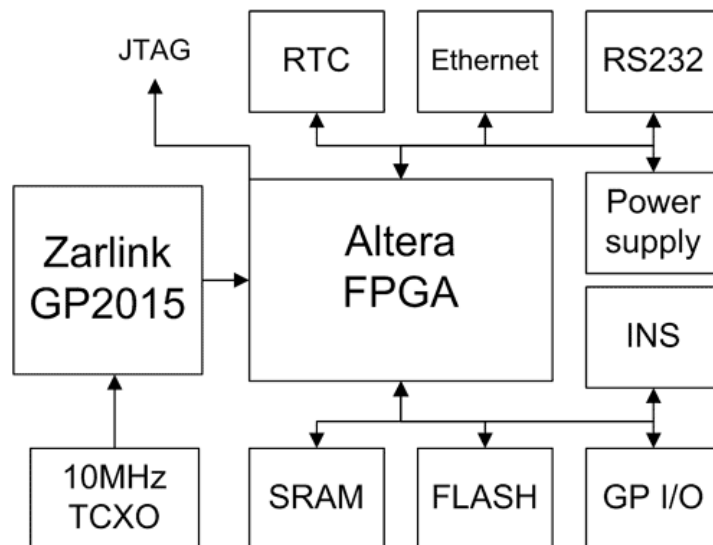 JTAG
RTC
Ethernet
RS232
Zarlink
GP2015
Altera
FPGA
Power
supply
INS
10MHz
TCXO
SRAM
FLASH
GP I/O